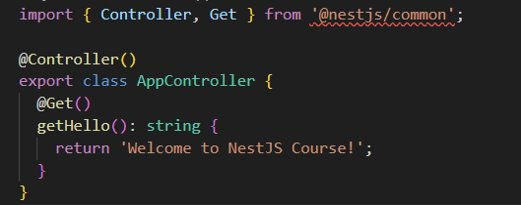 import { Controller, Get } from '@nestjs/common';
@Controller()
export class AppController {
@Get()
getHello(): string {
return 'Welcome to NestJS Course!';
}
}